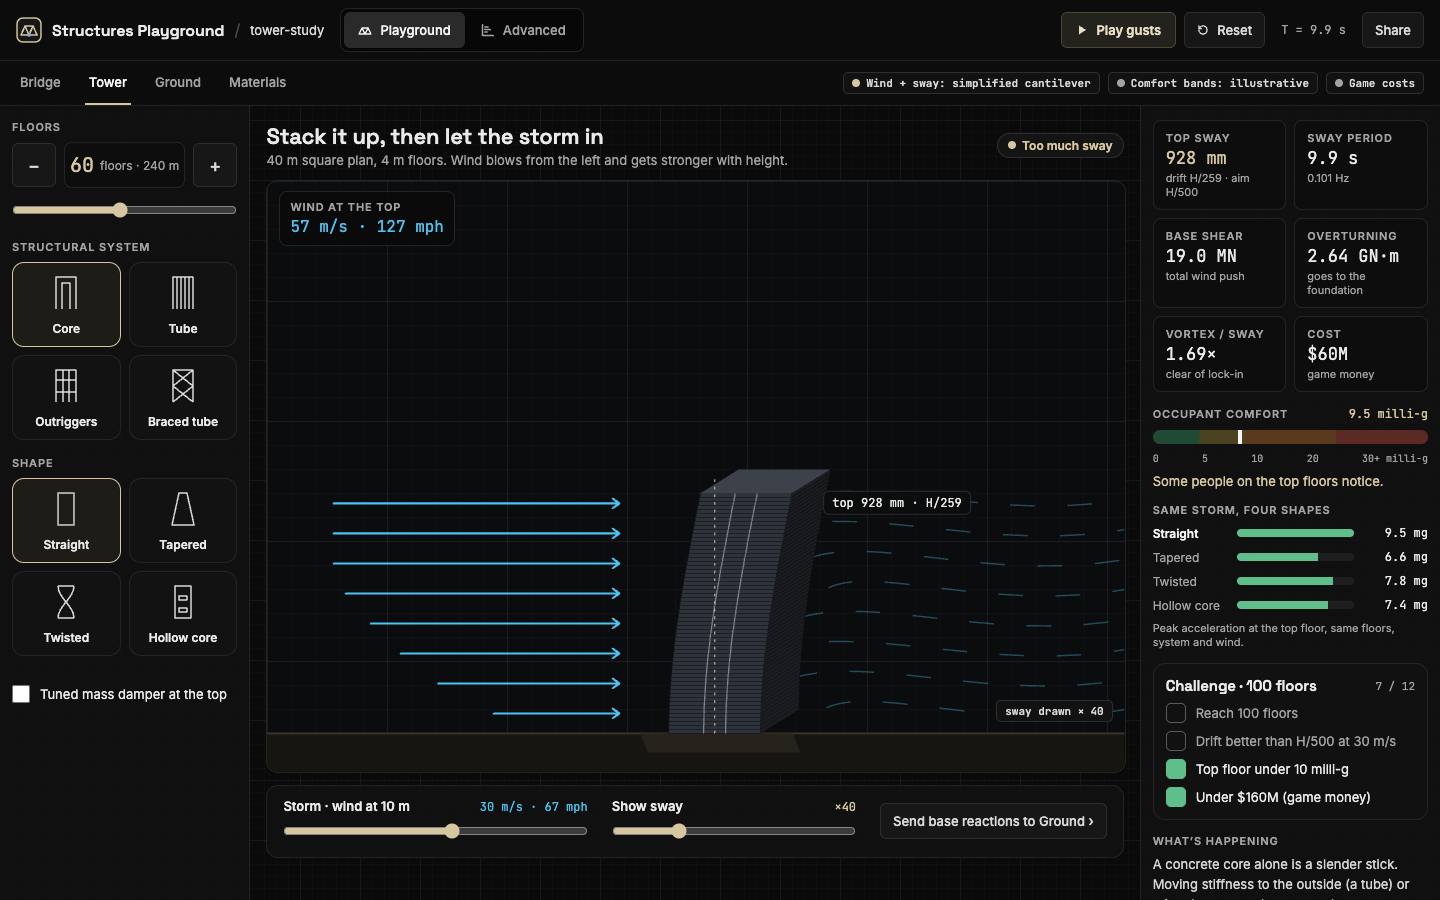 Structures Playground / tower-study
Playground
Advanced
Play gusts
Reset
T = 9.9 s
Share
Bridge
Tower
Ground
Materials
Wind + sway: simplified cantilever
Comfort bands: illustrative
Game costs
FLOORS
−
60 floors · 240 m
+
STRUCTURAL SYSTEM
Core
Tube
Outriggers
Braced tube
SHAPE
Straight
Tapered
Twisted
Hollow core
Tuned mass damper at the top
Stack it up, then let the storm in
40 m square plan, 4 m floors. Wind blows from the left and gets stronger with height.
Too much sway
WIND AT THE TOP
57 m/s · 127 mph
top 928 mm · H/259
sway drawn × 40
Storm · wind at 10 m
30 m/s · 67 mph
Show sway
×40
Send base reactions to Ground ›
TOP SWAY
928 mm
drift H/259 · aim
H/500
SWAY PERIOD
9.9 s
0.101 Hz
BASE SHEAR
19.0 MN
total wind push
OVERTURNING
2.64 GN·m
goes to the
foundation
VORTEX / SWAY
1.69×
clear of lock-in
COST
$60M
game money
OCCUPANT COMFORT
9.5 milli-g
0 5 10 20 30+ milli-g
Some people on the top floors notice.
SAME STORM, FOUR SHAPES
Straight 9.5 mg
Tapered 6.6 mg
Twisted 7.8 mg
Hollow core 7.4 mg
Peak acceleration at the top floor, same floors,
system and wind.
Challenge · 100 floors
7 / 12
Reach 100 floors
Drift better than H/500 at 30 m/s
Top floor under 10 milli-g
Under $160M (game money)
WHAT'S HAPPENING
A concrete core alone is a slender stick.
Moving stiffness to the outside (a tube) or